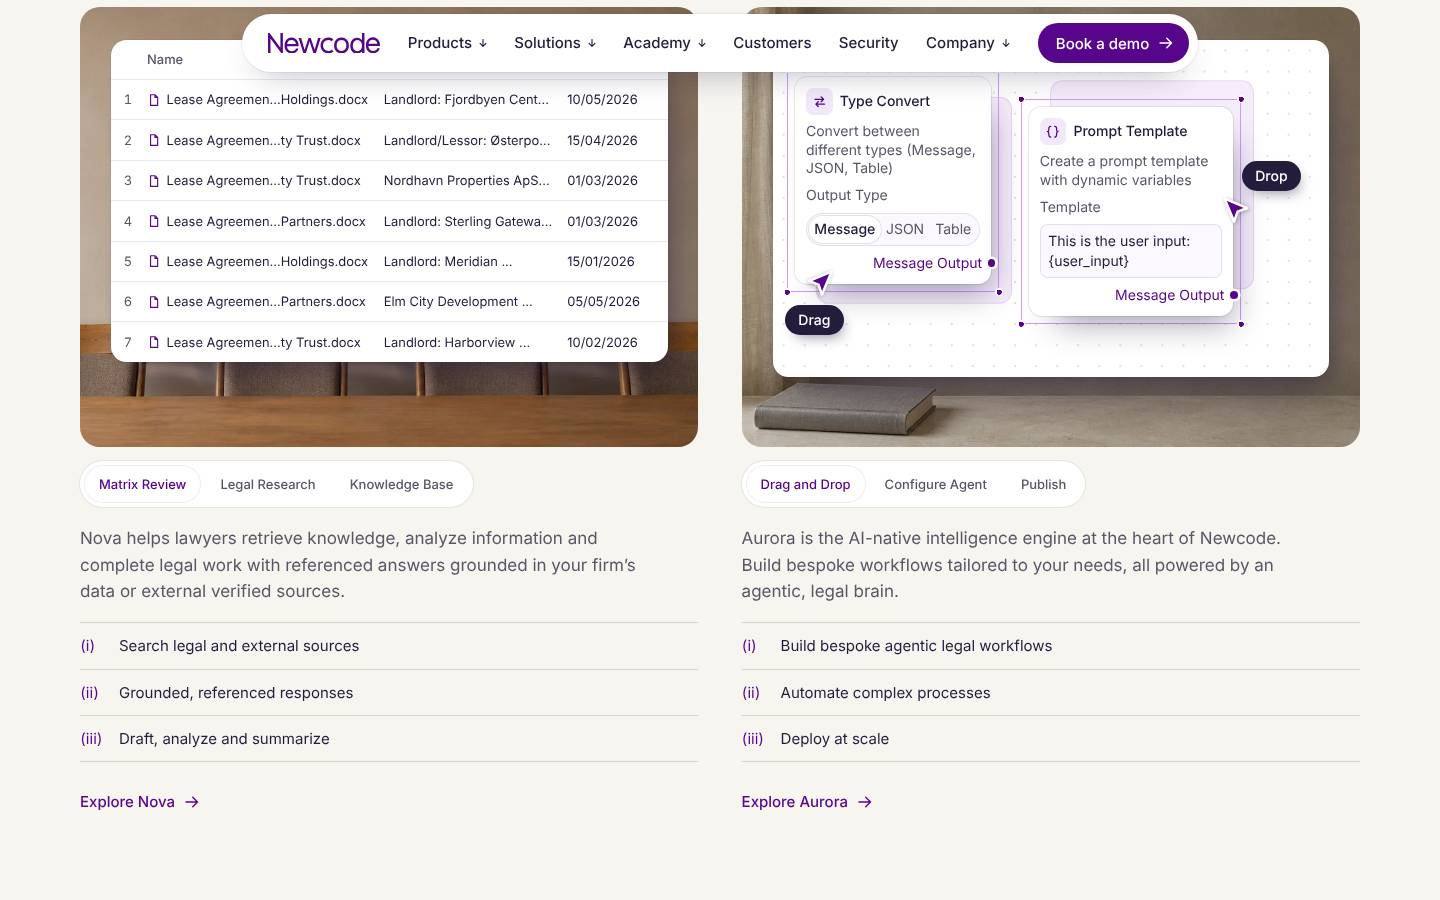 Newcode
Products
Solutions
Academy
Customers
Security
Company
Book a demo
Name
1 Lease Agreemen...Holdings.docx Landlord: Fjordbyen Cent... 10/05/2026
2 Lease Agreemen...ty Trust.docx Landlord/Lessor: Østerpo... 15/04/2026
3 Lease Agreemen...ty Trust.docx Nordhavn Properties ApS... 01/03/2026
4 Lease Agreemen...Partners.docx Landlord: Sterling Gatewa... 01/03/2026
5 Lease Agreemen...Holdings.docx Landlord: Meridian ... 15/01/2026
6 Lease Agreemen...Partners.docx Elm City Development ... 05/05/2026
7 Lease Agreemen...ty Trust.docx Landlord: Harborview ... 10/02/2026
Matrix Review
Legal Research
Knowledge Base
Nova helps lawyers retrieve knowledge, analyze information and
complete legal work with referenced answers grounded in your firm’s
data or external verified sources.
(i) Search legal and external sources
(ii) Grounded, referenced responses
(iii) Draft, analyze and summarize
Explore Nova
Type Convert
Convert between
different types (Message,
JSON, Table)
Output Type
Message JSON Table
Message Output
Drag
Prompt Template
Create a prompt template
with dynamic variables
Template
This is the user input:
{user_input}
Message Output
Drop
Drag and Drop
Configure Agent
Publish
Aurora is the AI-native intelligence engine at the heart of Newcode.
Build bespoke workflows tailored to your needs, all powered by an
agentic, legal brain.
(i) Build bespoke agentic legal workflows
(ii) Automate complex processes
(iii) Deploy at scale
Explore Aurora